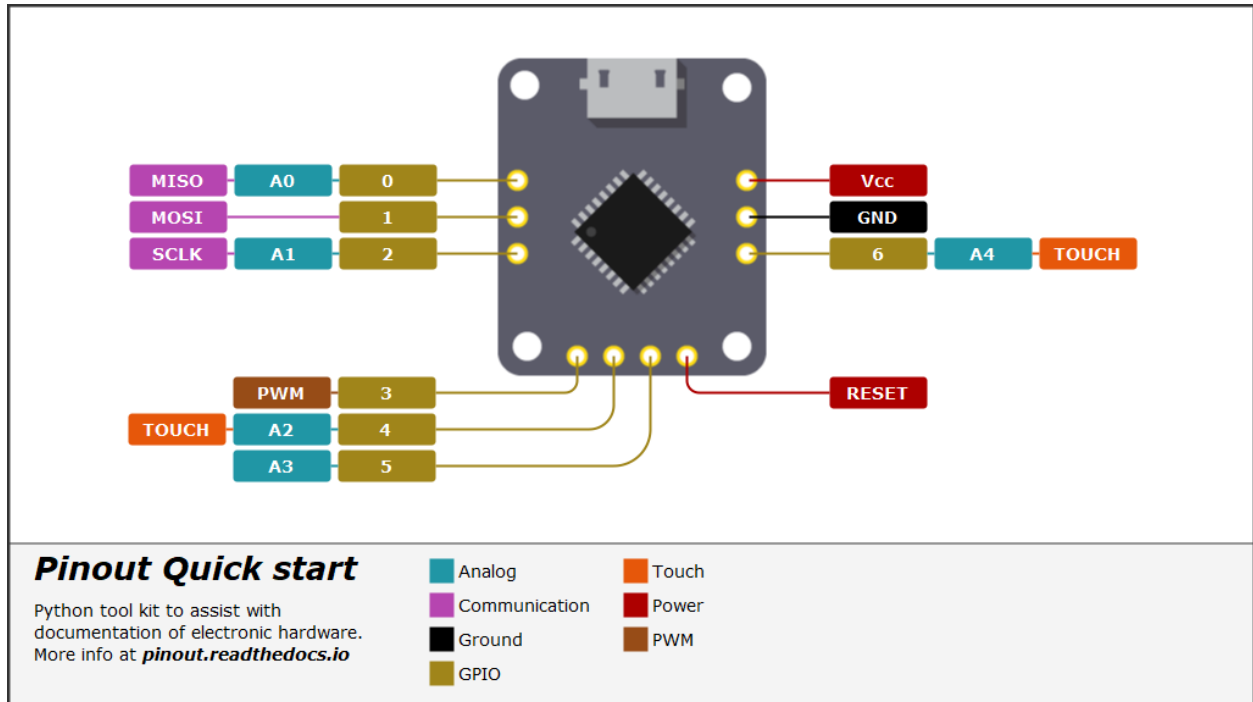 MISO A0 0
MOSI 1
SCLK A1 2
Vcc
GND
6 A4 TOUCH
PWM 3
TOUCH A2 4
A3 5
RESET
Pinout Quick start
Python tool kit to assist with
documentation of electronic hardware.
More info at pinout.readthedocs.io
Analog
Communication
Ground
GPIO
Touch
Power
PWM